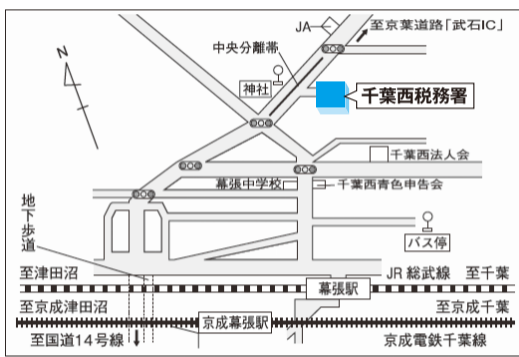 N
JA
至京葉道路「武石IC」
中央分離帯
神社
千葉西税務署
千葉西法人会
幕張中学校
千葉西青色申告会
地下歩道
バス停
至津田沼
JR 総武線
至千葉
幕張駅
至京成津田沼
至京成千葉
京成幕張駅
至国道14号線
京成電鉄千葉線